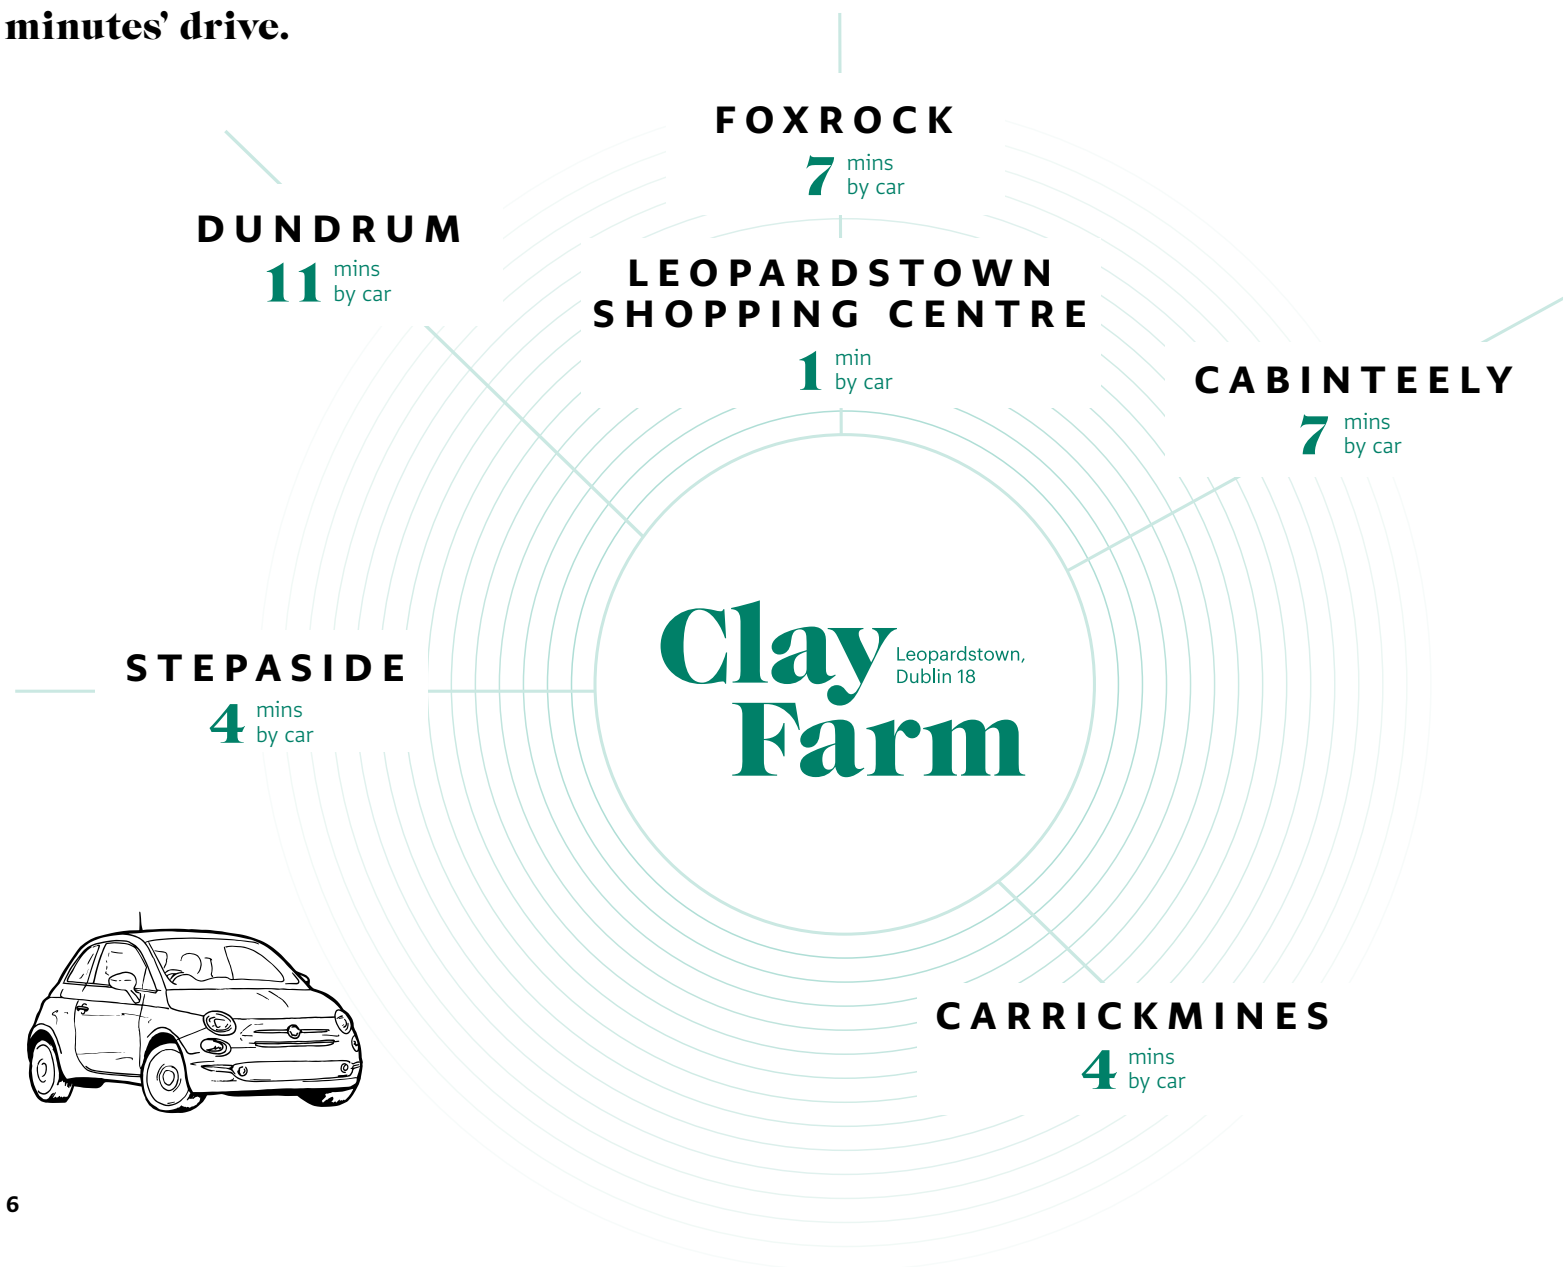 minutes’ drive.
FOXROCK
7 mins
by car
DUNDRUM
11 mins
by car
LEOPARDSTOWN
SHOPPING CENTRE
1 min
by car
CABINTEELY
7 mins
by car
Clay
Farm
Leopardstown,
Dublin 18
STEPASIDE
4 mins
by car
CARRICKMINES
4 mins
by car
6